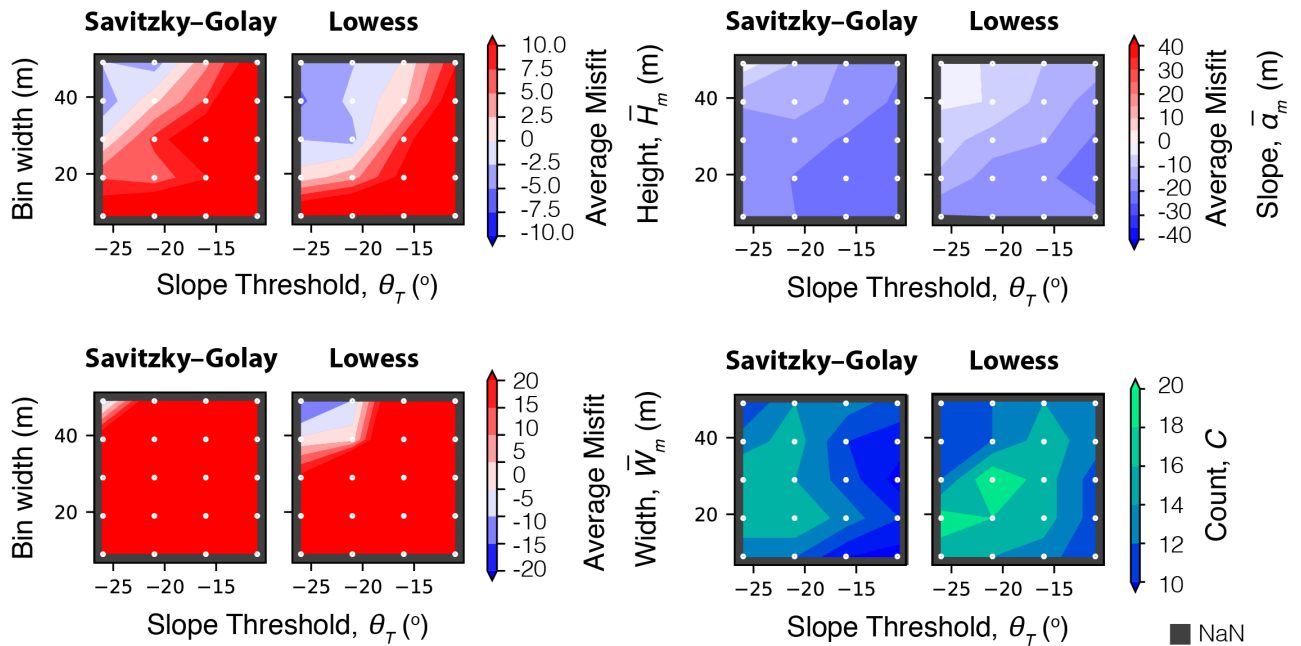 Savitzky–Golay Lowess
Bin width (m)
40
20
−25 −20 −15 −25 −20 −15
Slope Threshold, θT (o)
10.0
7.5
5.0
2.5
0
-2.5
-5.0
-7.5
-10.0
Average Misfit
Height, H̅m (m)
Savitzky–Golay Lowess
−25 −20 −15 −25 −20 −15
Slope Threshold, θT (o)
40
30
20
10
0
-10
-20
-30
-40
Average Misfit
Slope, α̅m (m)
Savitzky–Golay Lowess
Bin width (m)
40
20
−25 −20 −15 −25 −20 −15
Slope Threshold, θT (o)
20
15
10
5
0
-5
-10
-15
-20
Average Misfit
Width, W̅m (m)
Savitzky–Golay Lowess
−25 −20 −15 −25 −20 −15
Slope Threshold, θT (o)
20
18
16
14
12
10
Count, C
NaN